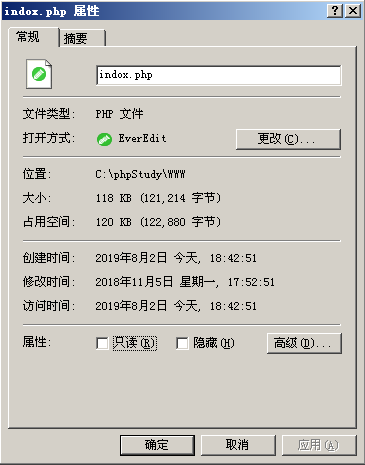 indox.php 属性
常规
摘要
indox.php
文件类型: PHP 文件
打开方式: EverEdit 更改(C)...
位置: C:\phpStudy\WWW
大小: 118 KB (121,214 字节)
占用空间: 120 KB (122,880 字节)
创建时间: 2019年8月2日 今天, 18:42:51
修改时间: 2018年11月5日 星期一, 17:52:51
访问时间: 2019年8月2日 今天, 18:42:51
属性: 只读(R) 隐藏(H) 高级(D)...
确定 取消 应用(A)